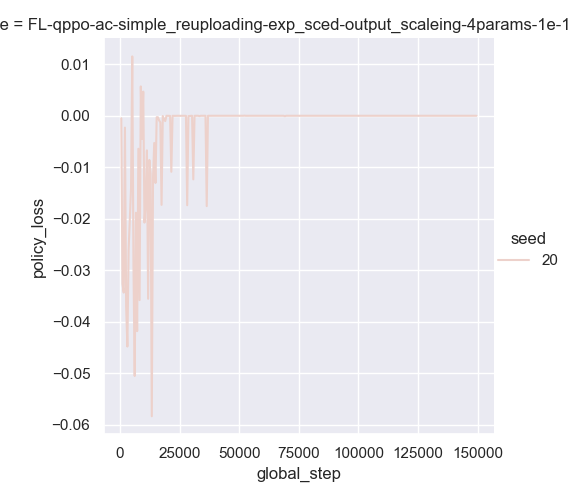 e = FL-qppo-ac-simple_reuploading-exp_sced-output_scaleing-4params-1e-1
0.01
0.00
−0.01
−0.02
−0.03
−0.04
−0.05
−0.06
policy_loss
0 25000 50000 75000 100000 125000 150000
global_step
seed
20